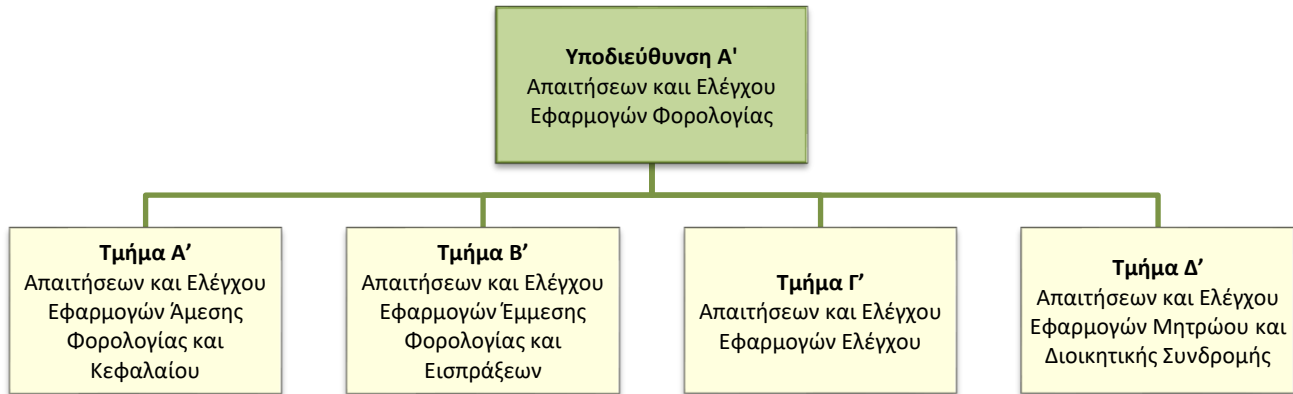 Υποδιεύθυνση Α'
Απαιτήσεων καιι Ελέγχου
Εφαρμογών Φορολογίας
Τμήμα Α’
Απαιτήσεων και Ελέγχου
Εφαρμογών Άμεσης
Φορολογίας και
Κεφαλαίου
Τμήμα Β’
Απαιτήσεων και Ελέγχου
Εφαρμογών Έμμεσης
Φορολογίας και
Εισπράξεων
Τμήμα Γ’
Απαιτήσεων και Ελέγχου
Εφαρμογών Ελέγχου
Τμήμα Δ’
Απαιτήσεων και Ελέγχου
Εφαρμογών Μητρώου και
Διοικητικής Συνδρομής